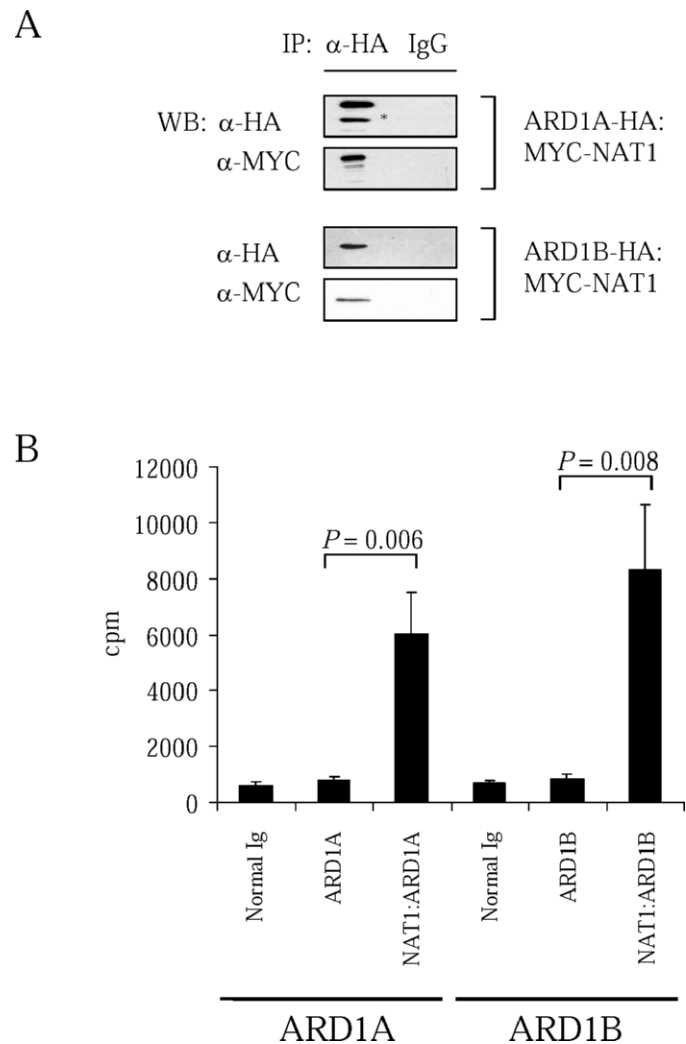 A
IP: α-HA IgG
WB: α-HA
*
α-MYC
ARD1A-HA:
MYC-NAT1
α-HA
α-MYC
ARD1B-HA:
MYC-NAT1
B
cpm
12000
10000
8000
6000
4000
2000
0
P = 0.006
P = 0.008
Normal Ig
ARD1A
NAT1:ARD1A
Normal Ig
ARD1B
NAT1:ARD1B
ARD1A
ARD1B